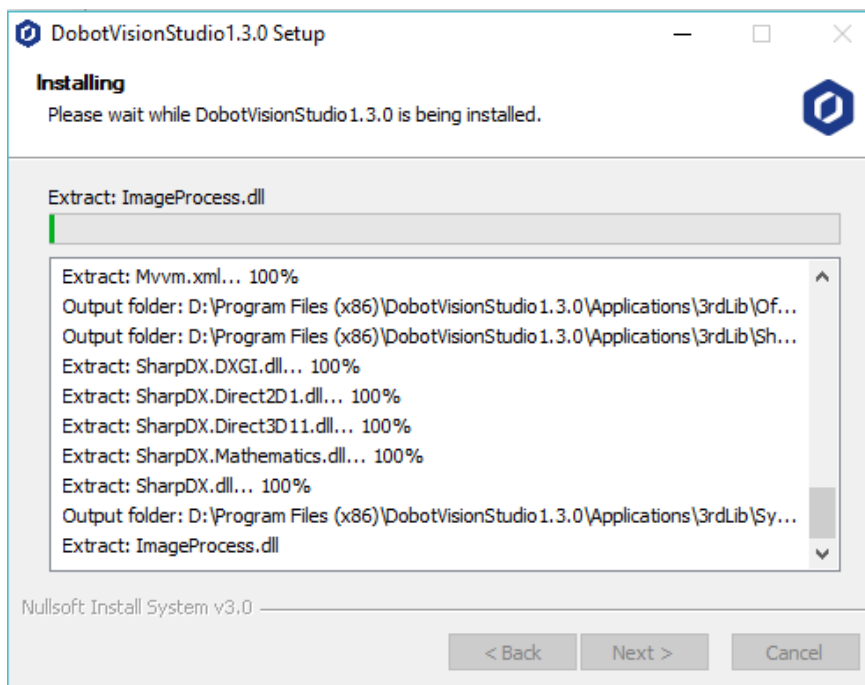 DobotVisionStudio1.3.0 Setup
Installing
Please wait while DobotVisionStudio1.3.0 is being installed.
Extract: ImageProcess.dll
Extract: Mvvm.xml... 100%
Output folder: D:\Program Files (x86)\DobotVisionStudio1.3.0\Applications\3rdLib\Of...
Output folder: D:\Program Files (x86)\DobotVisionStudio1.3.0\Applications\3rdLib\Sh...
Extract: SharpDX.DXGI.dll... 100%
Extract: SharpDX.Direct2D1.dll... 100%
Extract: SharpDX.Direct3D11.dll... 100%
Extract: SharpDX.Mathematics.dll... 100%
Extract: SharpDX.dll... 100%
Output folder: D:\Program Files (x86)\DobotVisionStudio1.3.0\Applications\3rdLib\Sy...
Extract: ImageProcess.dll
Nullsoft Install System v3.0
< Back Next > Cancel